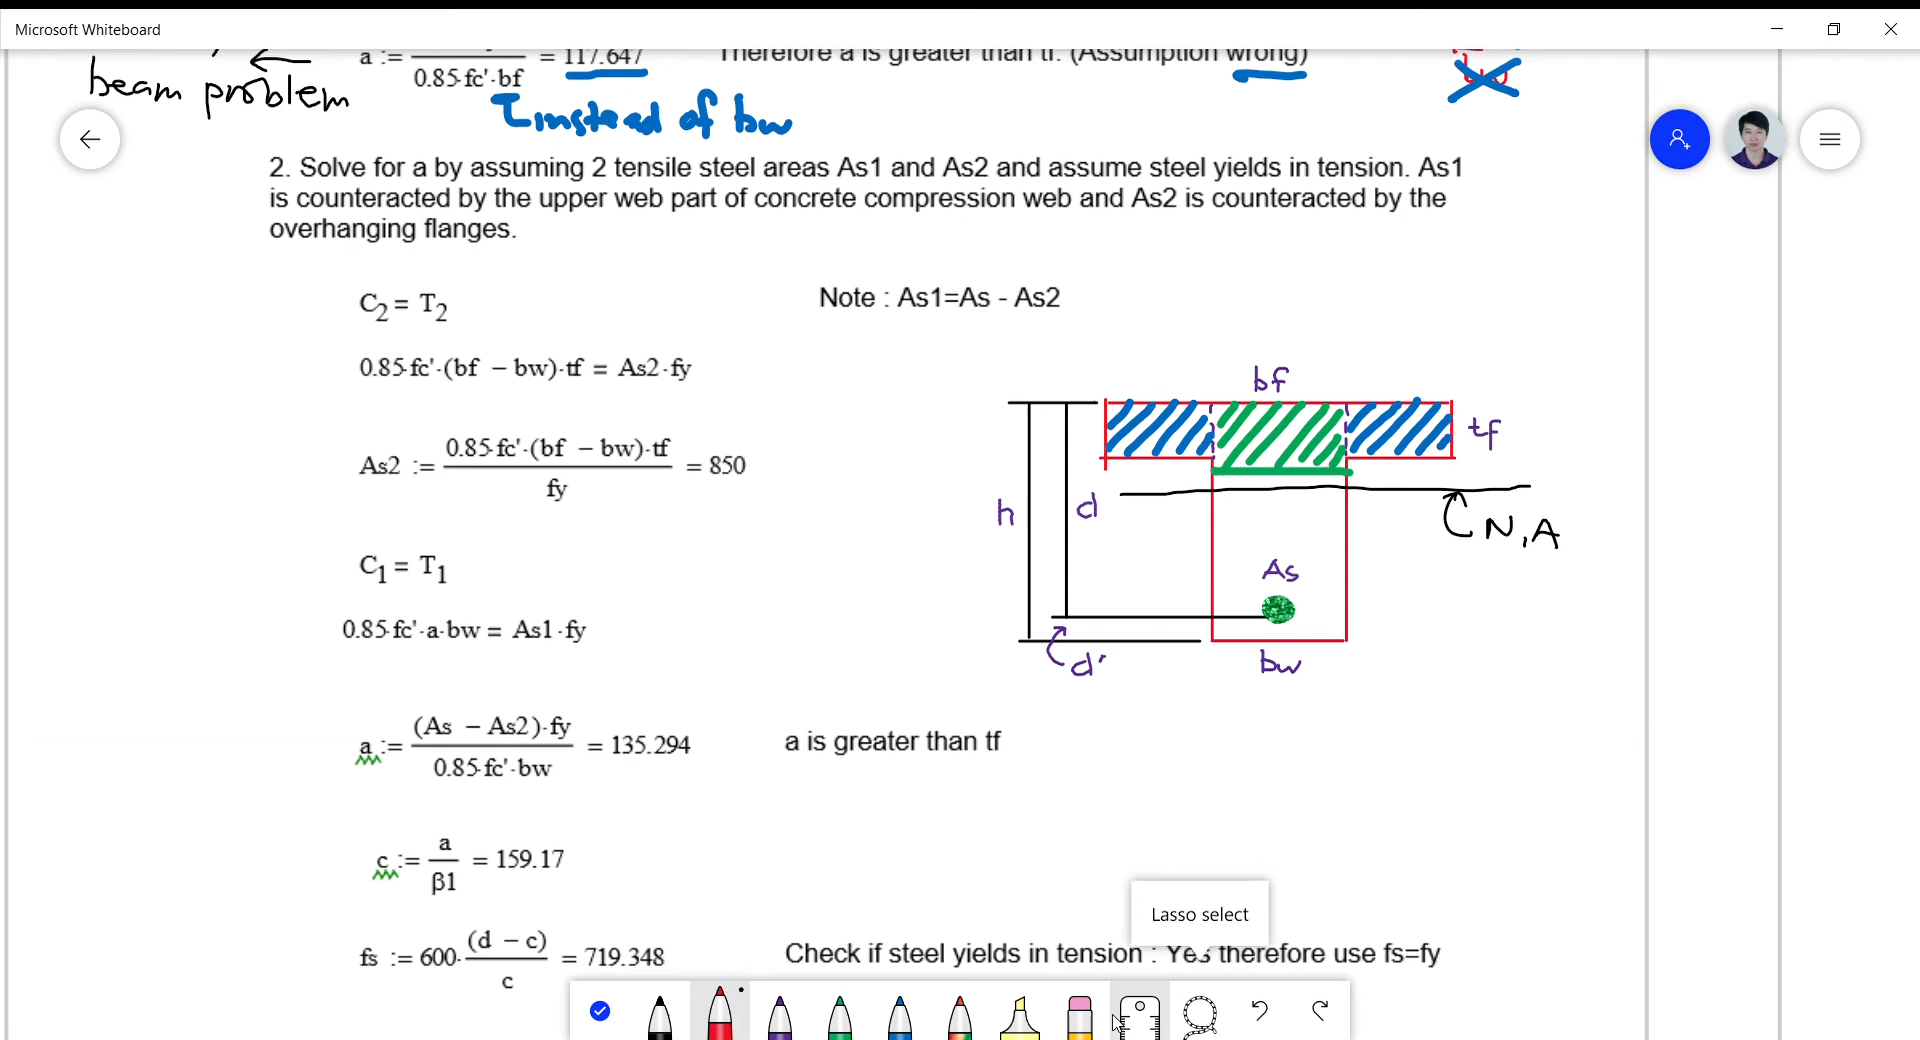 Microsoft Whiteboard
a := 0.85·fc'·bf = 117.647 Therefore a is greater than tf. (Assumption wrong)
beam problem
instead of bw
2. Solve for a by assuming 2 tensile steel areas As1 and As2 and assume steel yields in tension. As1
is counteracted by the upper web part of concrete compression web and As2 is counteracted by the
overhanging flanges.
C2 = T2 Note : As1=As - As2
0.85·fc'·(bf − bw)·tf = As2·fy
bf
tf
As2 := 0.85·fc'·(bf − bw)·tf / fy = 850
h d
N.A
C1 = T1
As
0.85·fc'·a·bw = As1·fy
d'
bw
a := (As − As2)·fy / 0.85·fc'·bw = 135.294 a is greater than tf
c := a / β1 = 159.17
Lasso select
fs := 600· (d − c) / c = 719.348 Check if steel yields in tension : Yes therefore use fs=fy